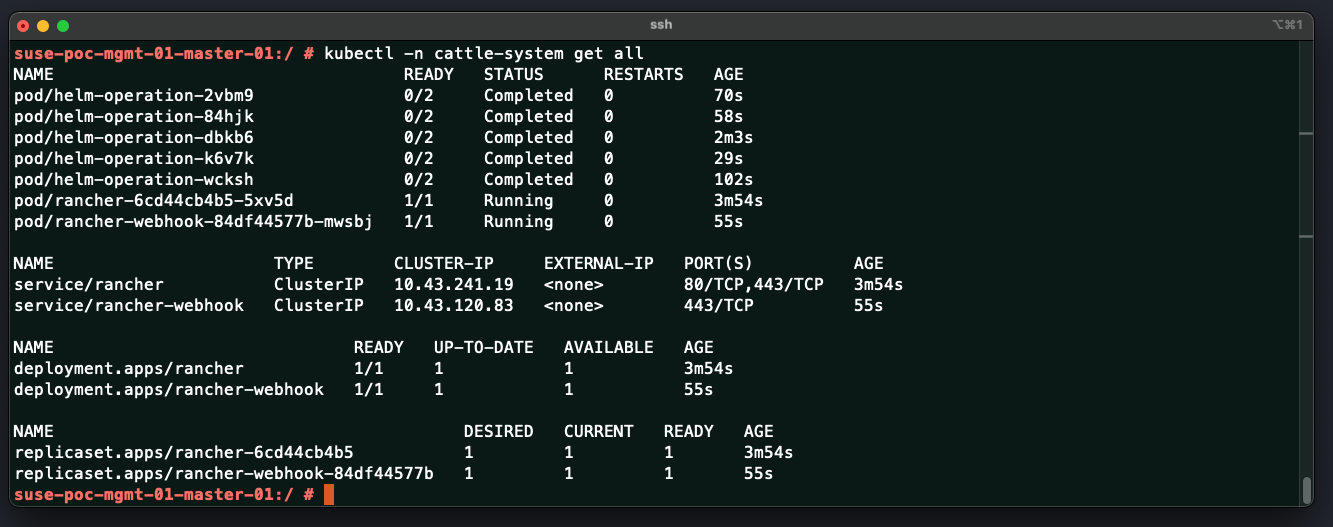 ssh
⌥⌘1
suse-poc-mgmt-01-master-01:/ # kubectl -n cattle-system get all
NAME                                   READY   STATUS      RESTARTS   AGE
pod/helm-operation-2vbm9               0/2     Completed   0          70s
pod/helm-operation-84hjk               0/2     Completed   0          58s
pod/helm-operation-dbkb6               0/2     Completed   0          2m3s
pod/helm-operation-k6v7k               0/2     Completed   0          29s
pod/helm-operation-wcksh               0/2     Completed   0          102s
pod/rancher-6cd44cb4b5-5xv5d           1/1     Running     0          3m54s
pod/rancher-webhook-84df44577b-mwsbj   1/1     Running     0          55s
NAME                      TYPE        CLUSTER-IP     EXTERNAL-IP   PORT(S)          AGE
service/rancher           ClusterIP   10.43.241.19   <none>        80/TCP,443/TCP   3m54s
service/rancher-webhook   ClusterIP   10.43.120.83   <none>        443/TCP          55s
NAME                              READY   UP-TO-DATE   AVAILABLE   AGE
deployment.apps/rancher           1/1     1            1           3m54s
deployment.apps/rancher-webhook   1/1     1            1           55s
NAME                                         DESIRED   CURRENT   READY   AGE
replicaset.apps/rancher-6cd44cb4b5           1         1         1       3m54s
replicaset.apps/rancher-webhook-84df44577b   1         1         1       55s
suse-poc-mgmt-01-master-01:/ #